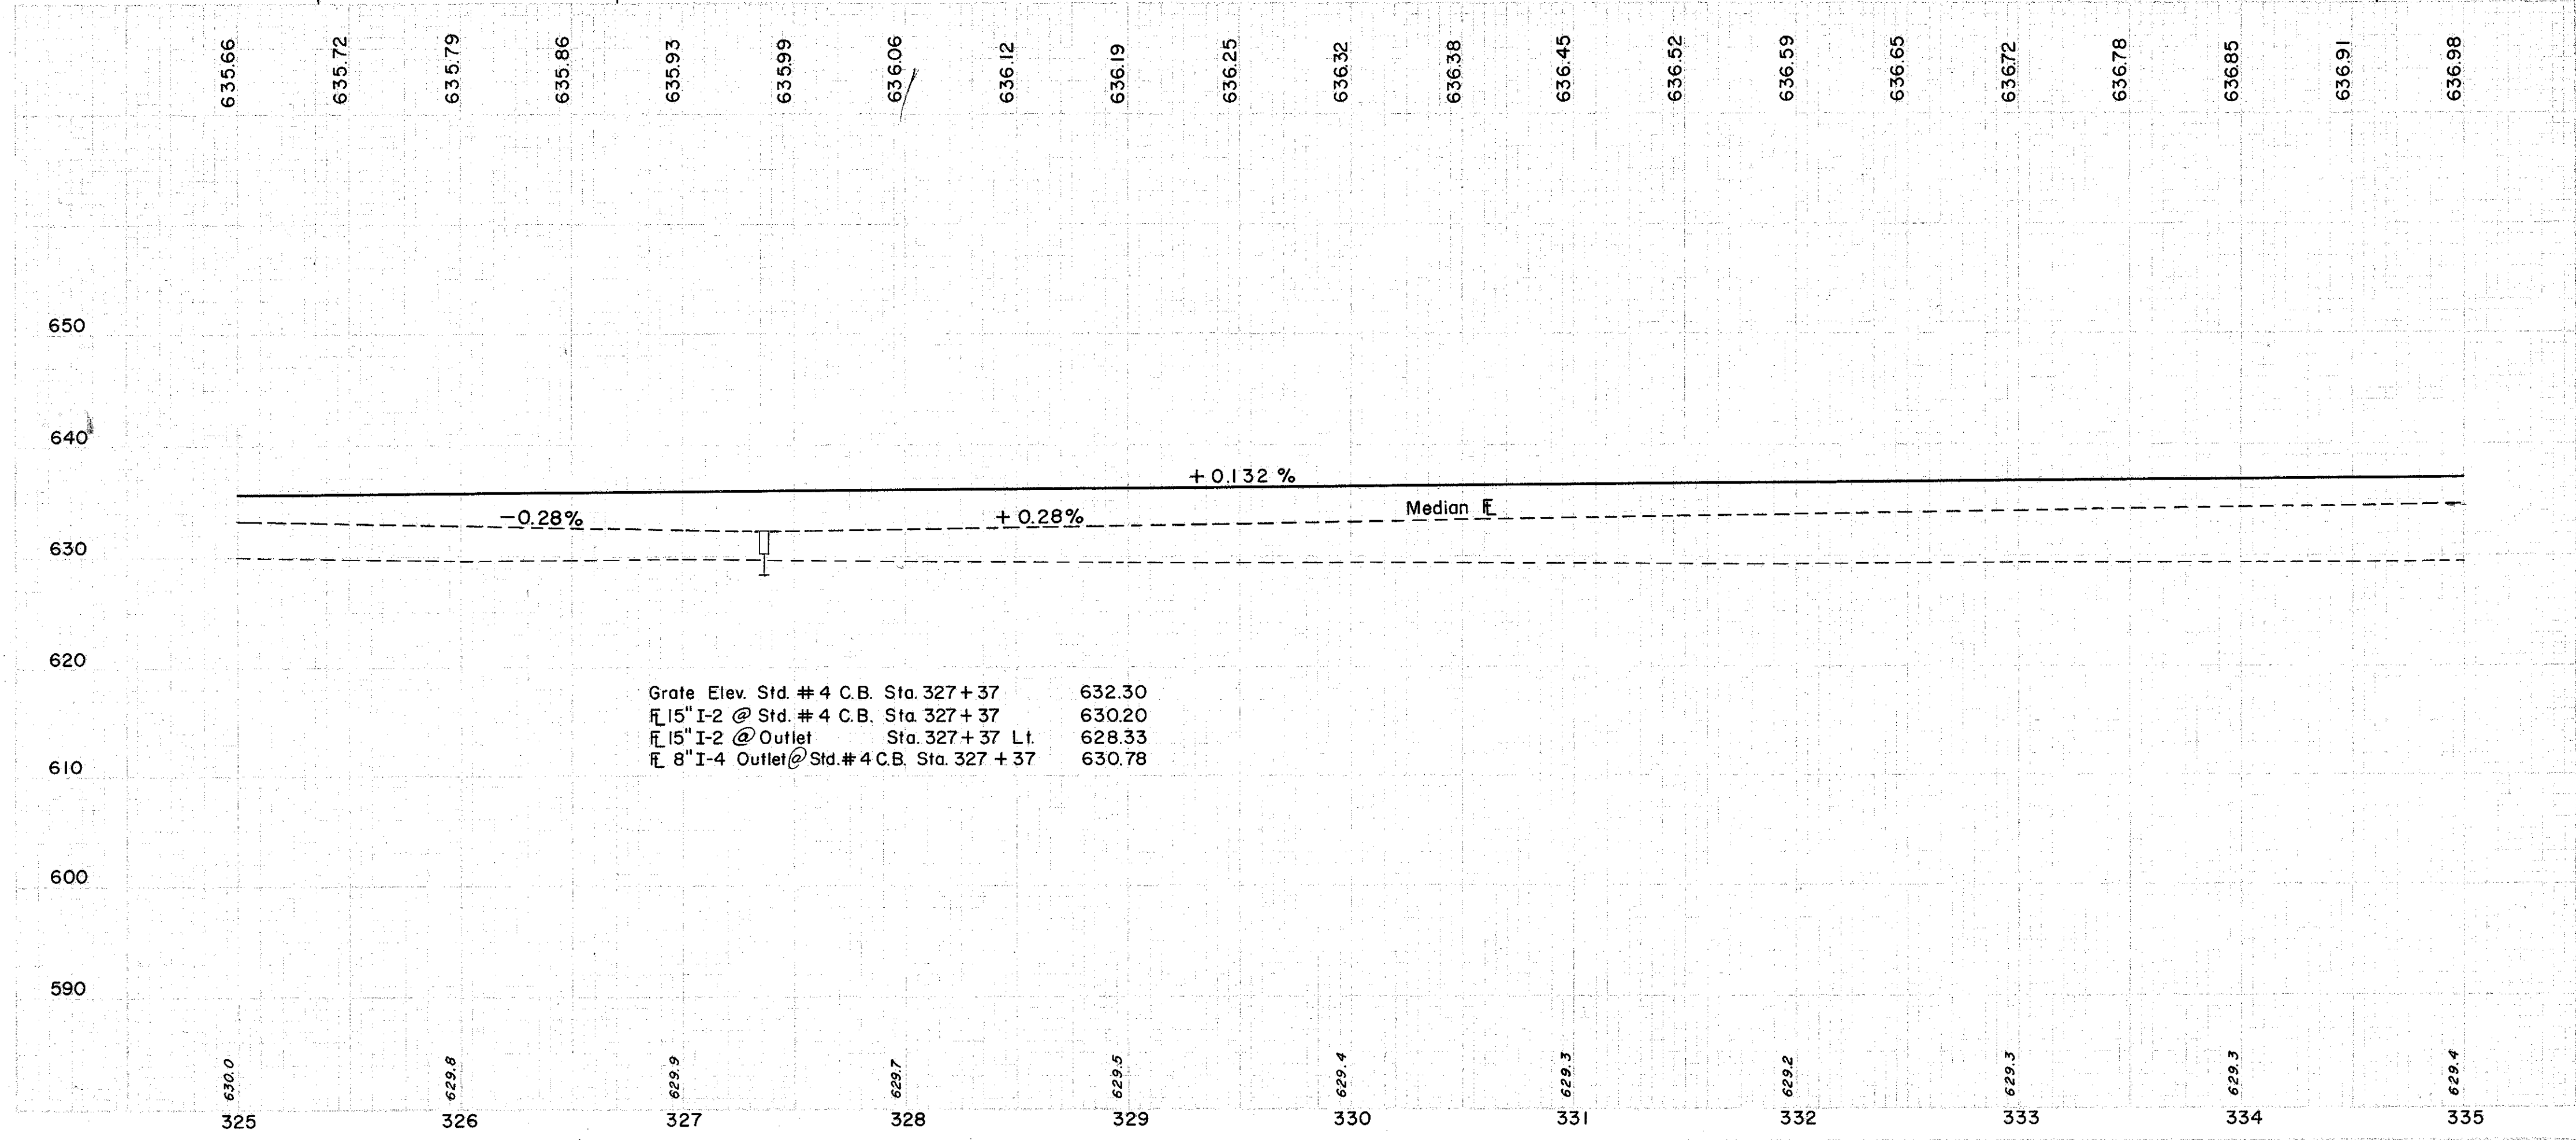 635.66 635.72 635.79 635.86 635.93 635.99 636.06 636.12 636.19 636.25 636.32 636.38 636.45 636.52 636.59 636.65 636.72 636.78 636.85 636.91 636.98
650
640
+0.132 %
Median FL
-0.28%
+0.28%
630
620
Grate Elev. Std. #4 C.B. Sta. 327+37 632.30
FL 15" I-2 @ Std. #4 C.B. Sta. 327+37 630.20
FL 15" I-2 @ Outlet Sta. 327+37 Lt. 628.33
FL 8" I-4 Outlet @ Std. #4 C.B. Sta. 327+37 630.78
610
600
590
630.0 629.8 629.9 629.7 629.5 629.4 629.3 629.2 629.3 629.3 629.4
325 326 327 328 329 330 331 332 333 334 335